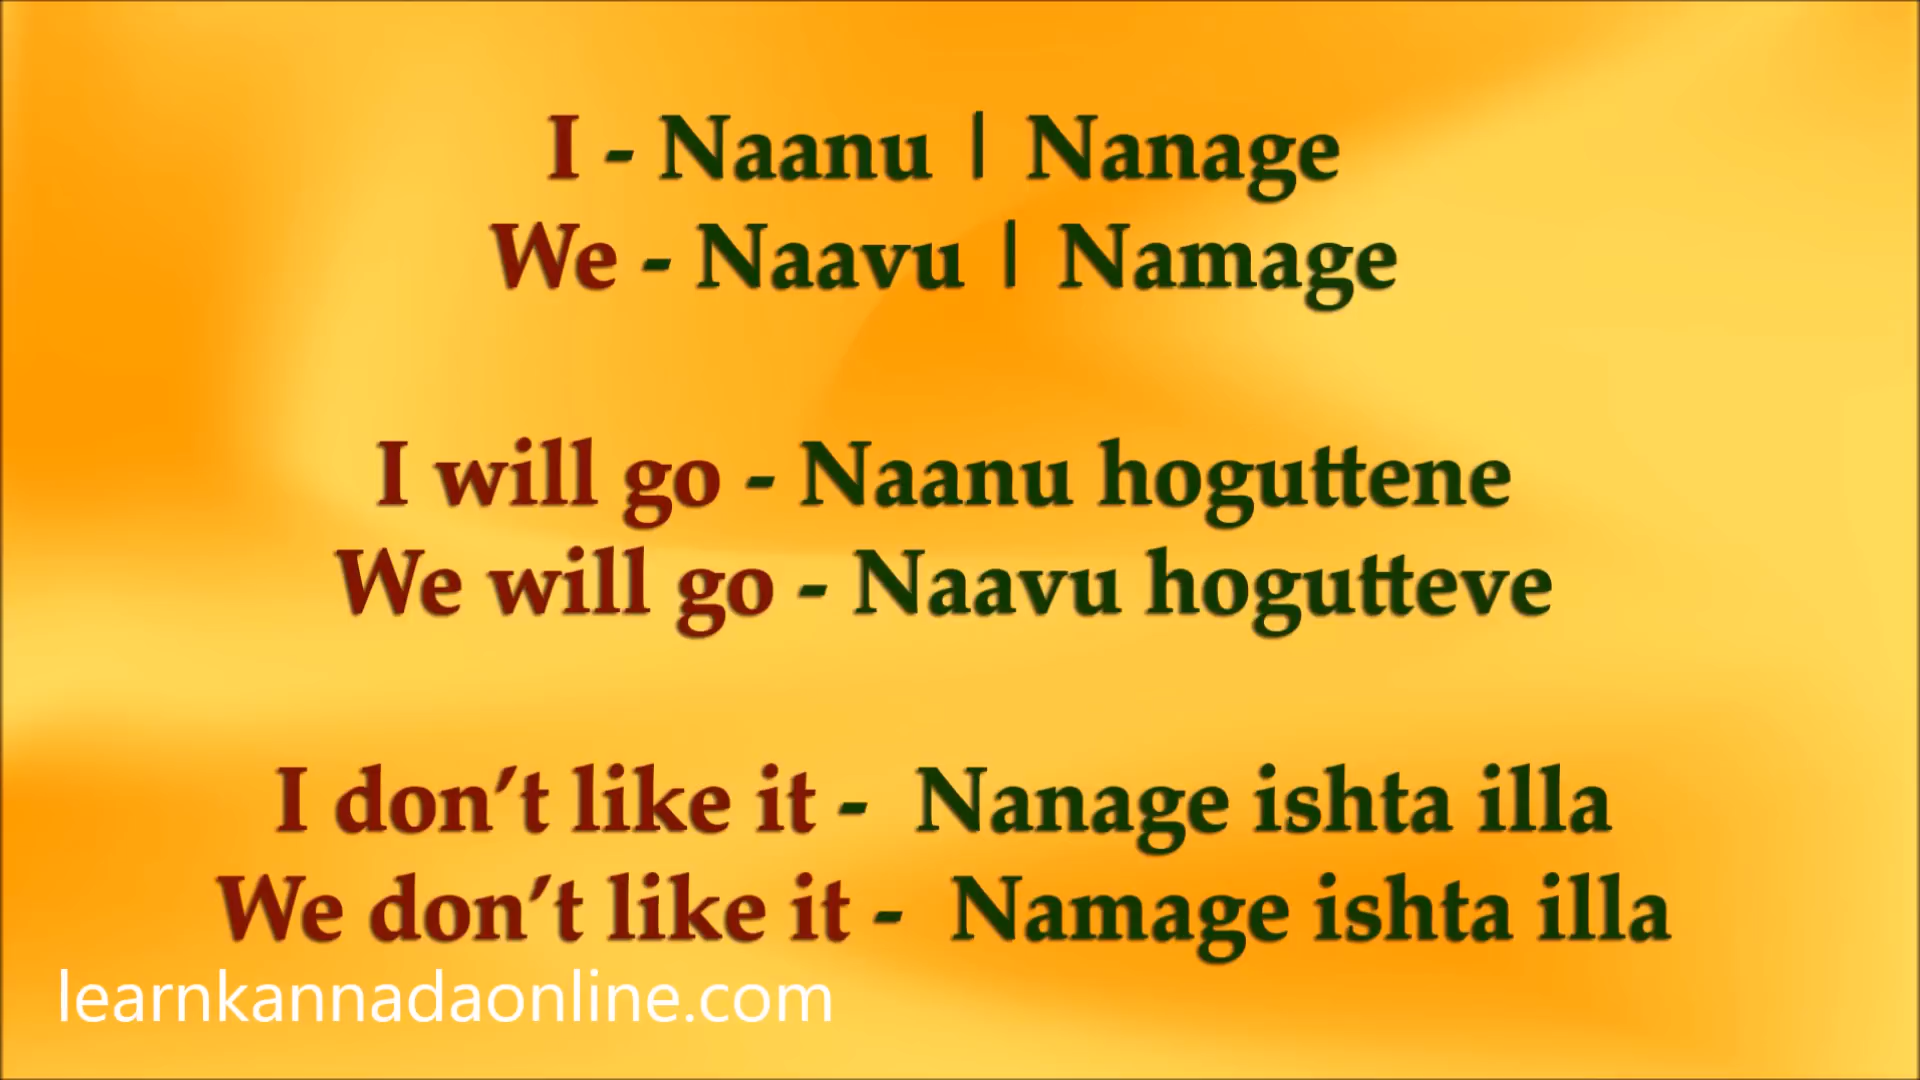 I - Naanu | Nanage
We - Naavu | Namage
I will go - Naanu hoguttene
We will go - Naavu hogutteve
I don’t like it - Nanage ishta illa
We don’t like it - Namage ishta illa
learnkannadaonline.com